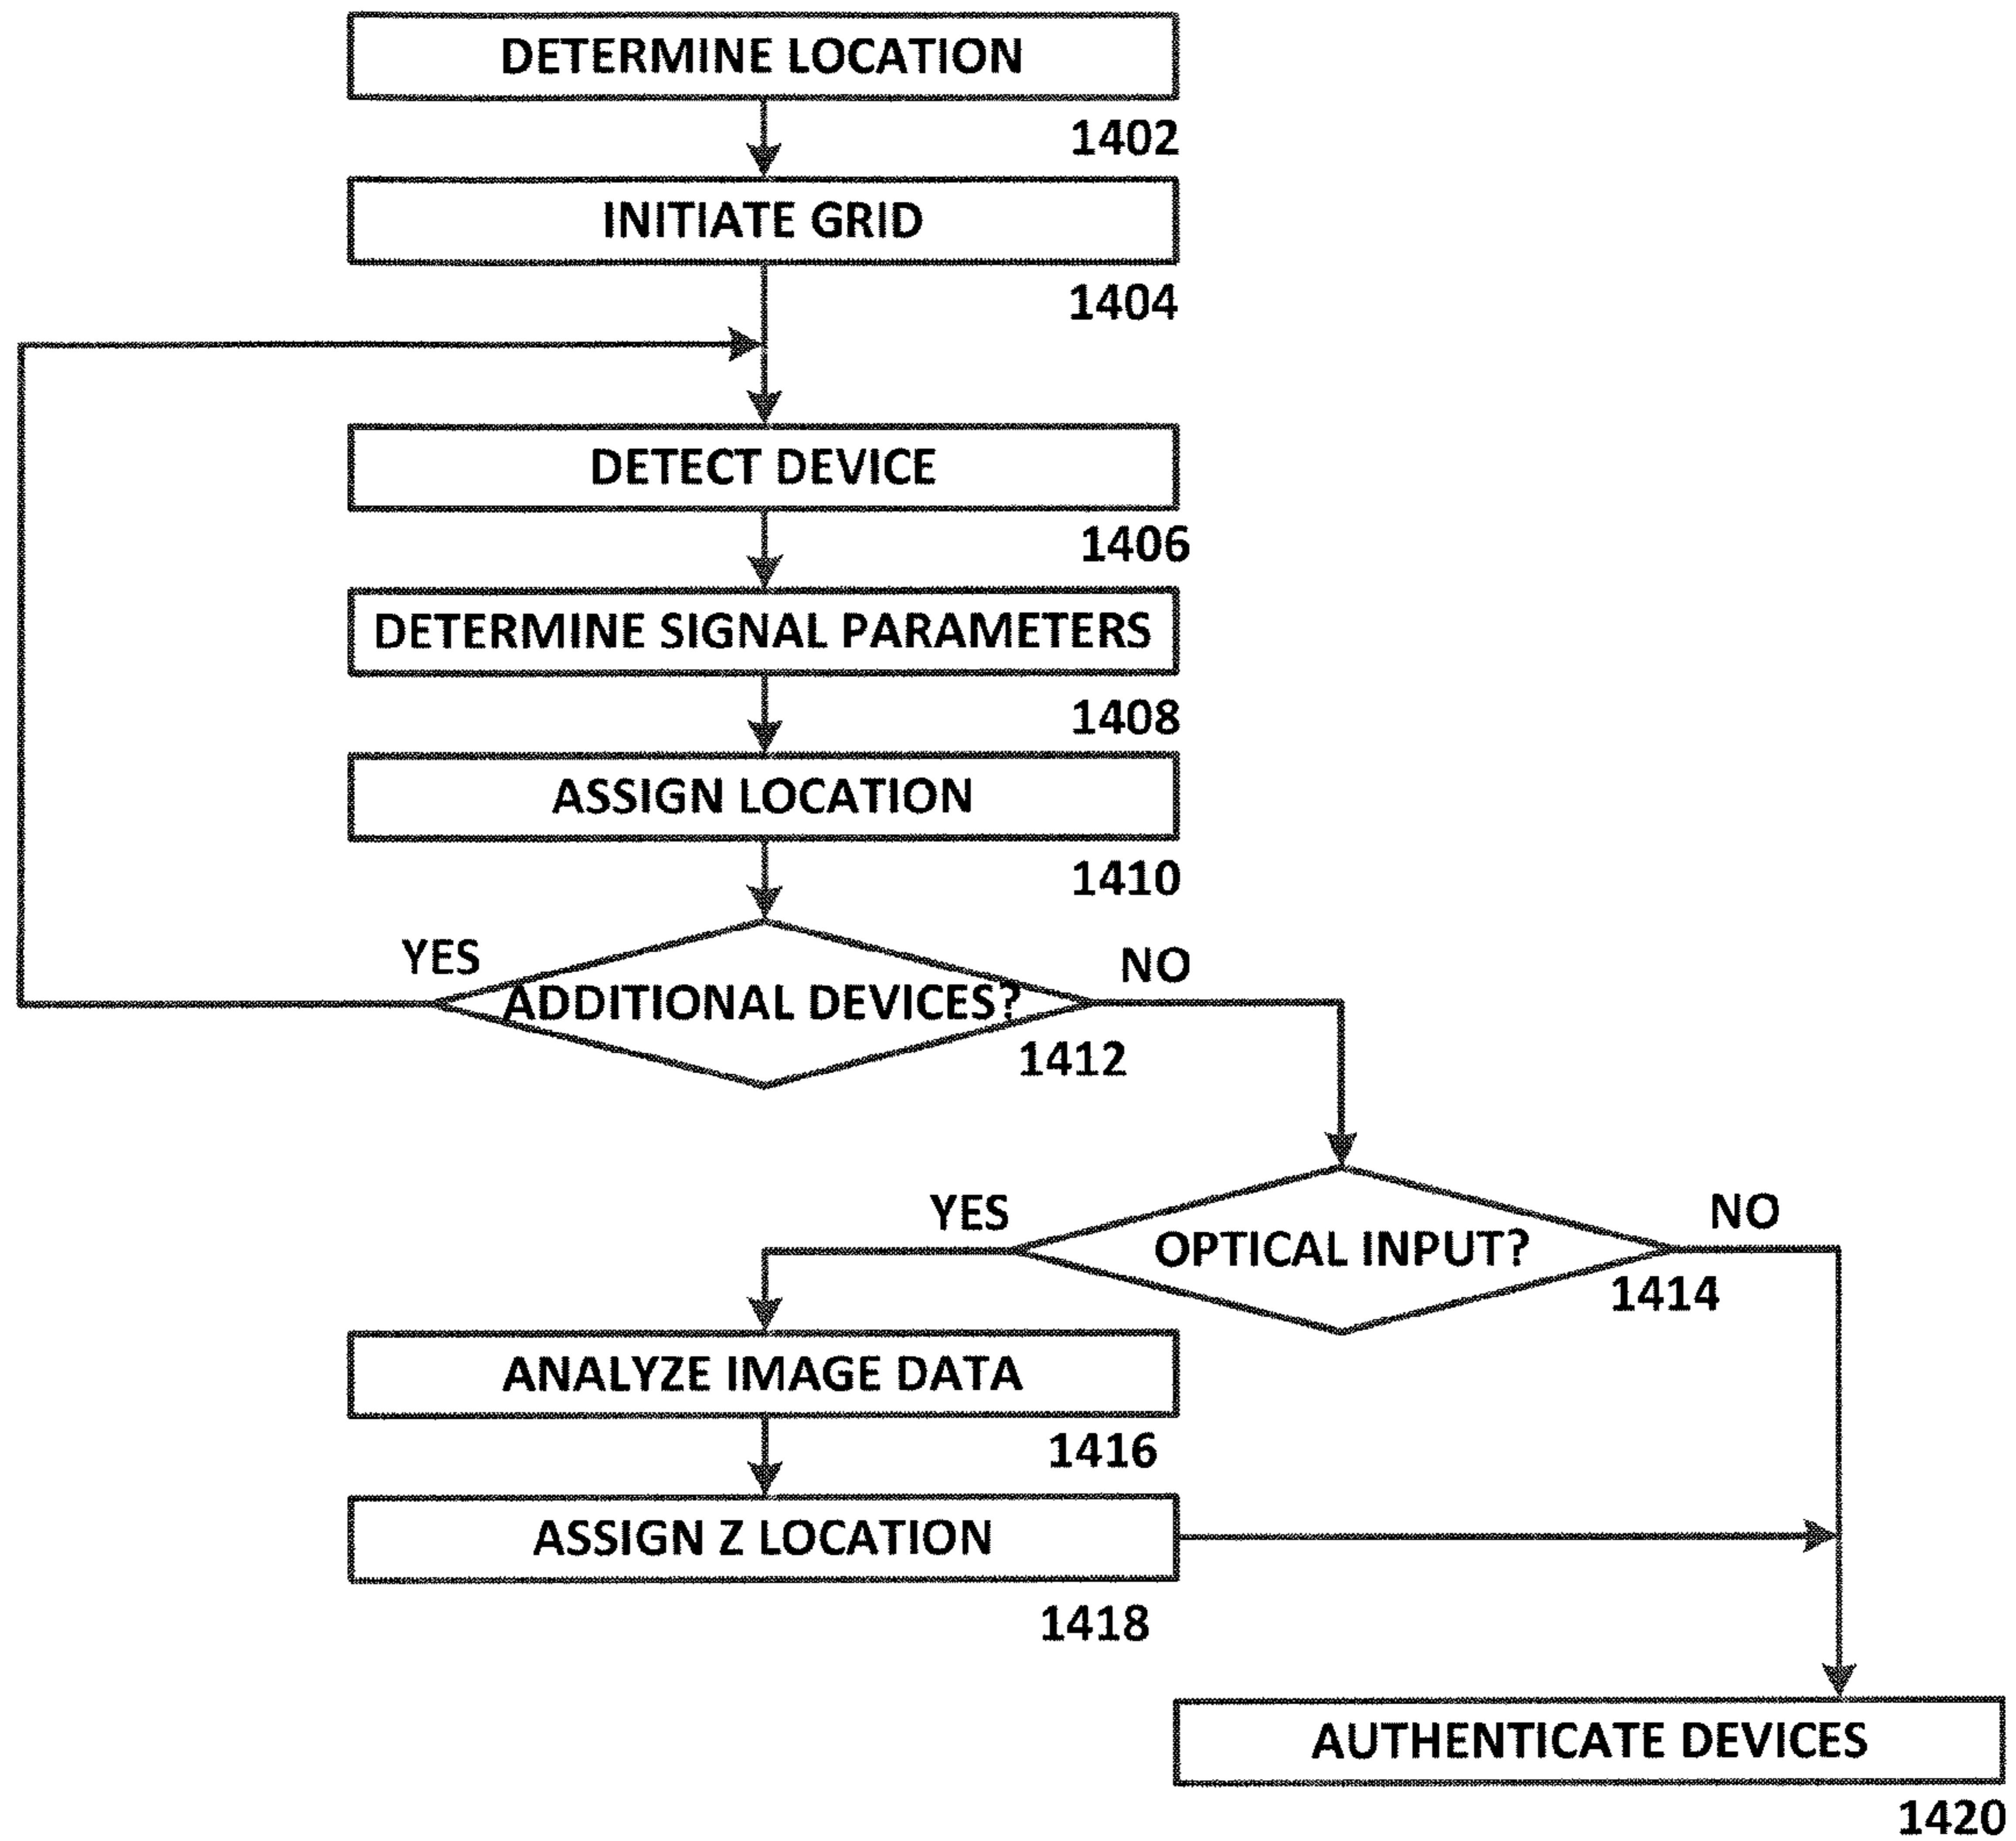 DETERMINE LOCATION
1402
INITIATE GRID
1404
DETECT DEVICE
1406
DETERMINE SIGNAL PARAMETERS
1408
ASSIGN LOCATION
1410
YES
NO
ADDITIONAL DEVICES?
1412
YES
NO
OPTICAL INPUT?
1414
ANALYZE IMAGE DATA
1416
ASSIGN Z LOCATION
1418
AUTHENTICATE DEVICES
1420